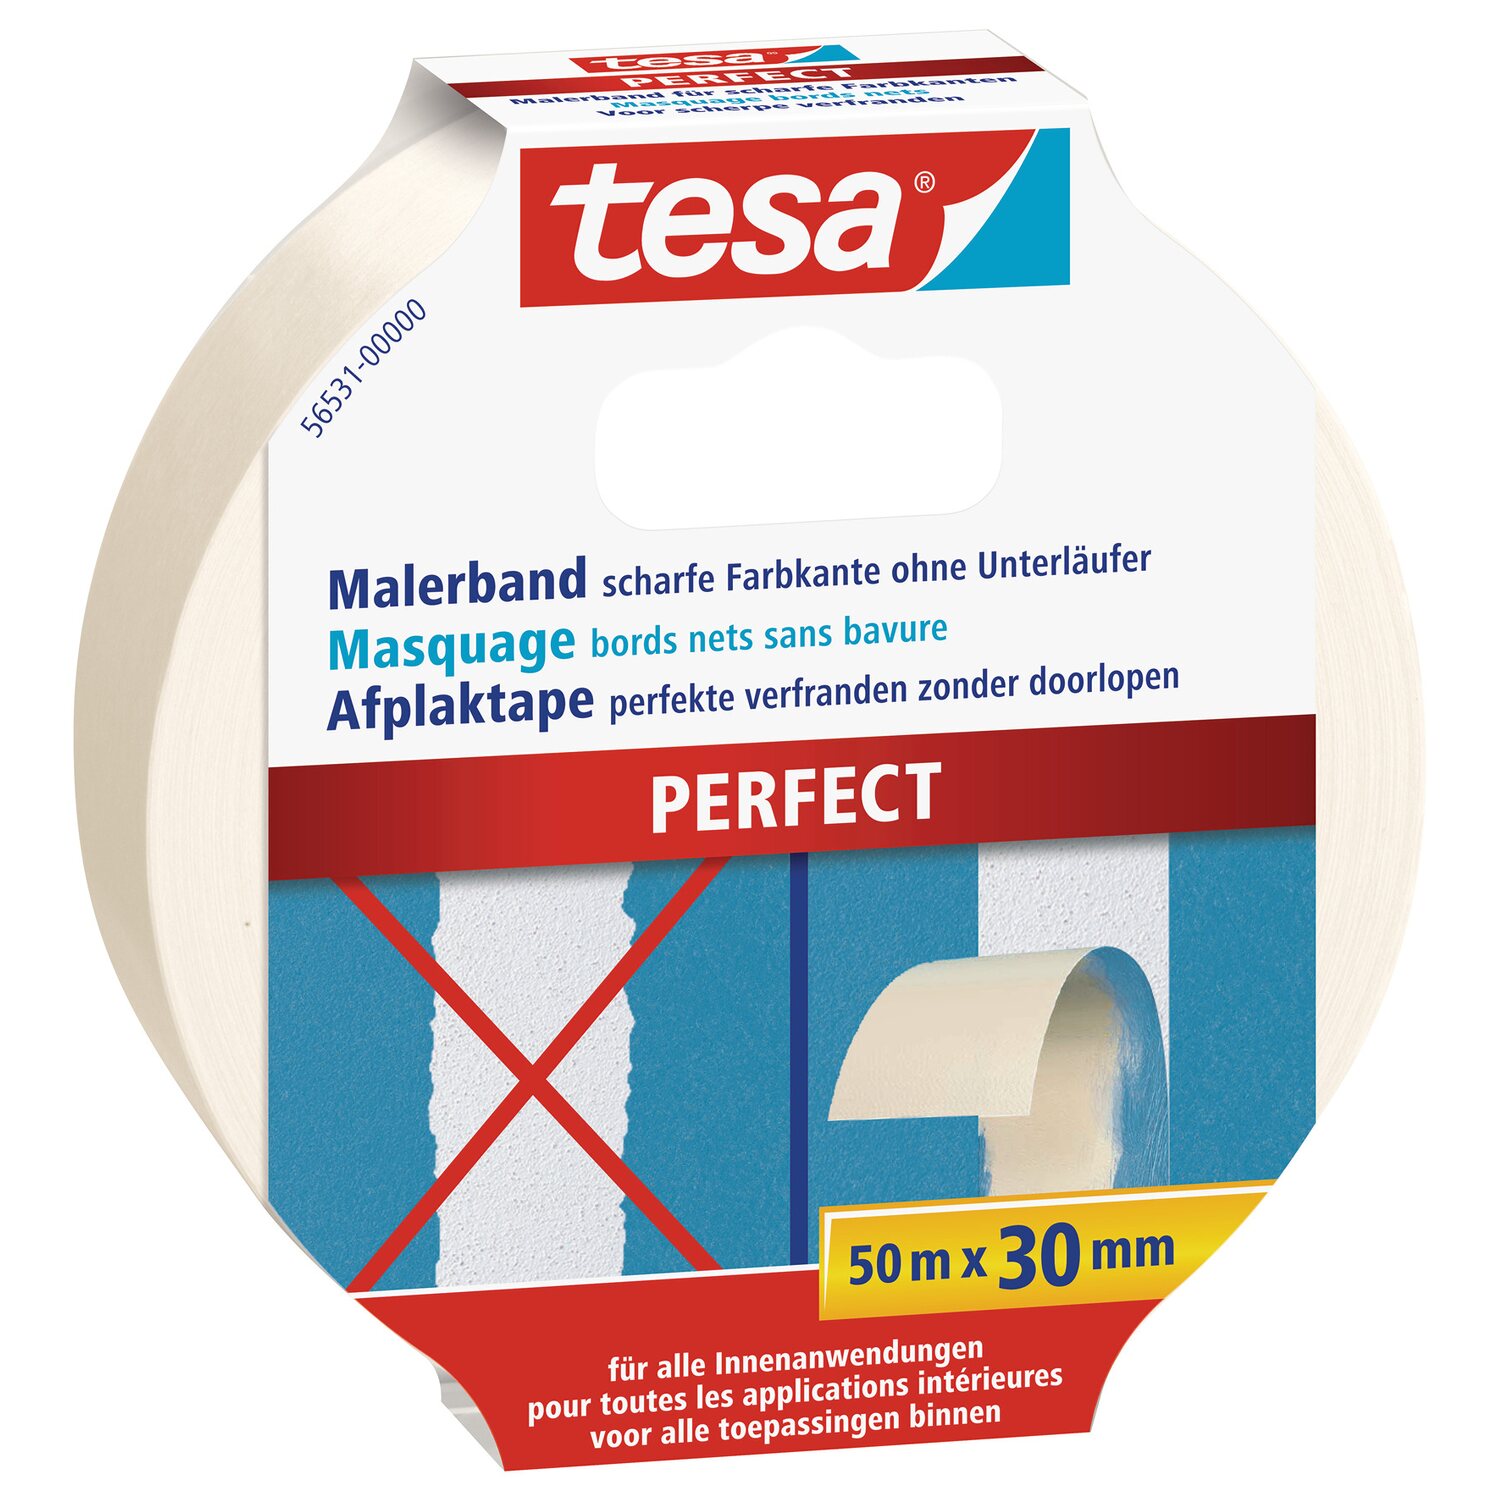 tesa
PERFECT
Malerband für scharfe Farbkanten
Masquage bords nets
Voor scherpe verfranden
tesa®
56531-00000
Malerband scharfe Farbkante ohne Unterläufer
Masquage bords nets sans bavure
Afplaktape perfekte verfranden zonder doorlopen
PERFECT
50 m x 30 mm
für alle Innenanwendungen
pour toutes les applications intérieures
voor alle toepassingen binnen